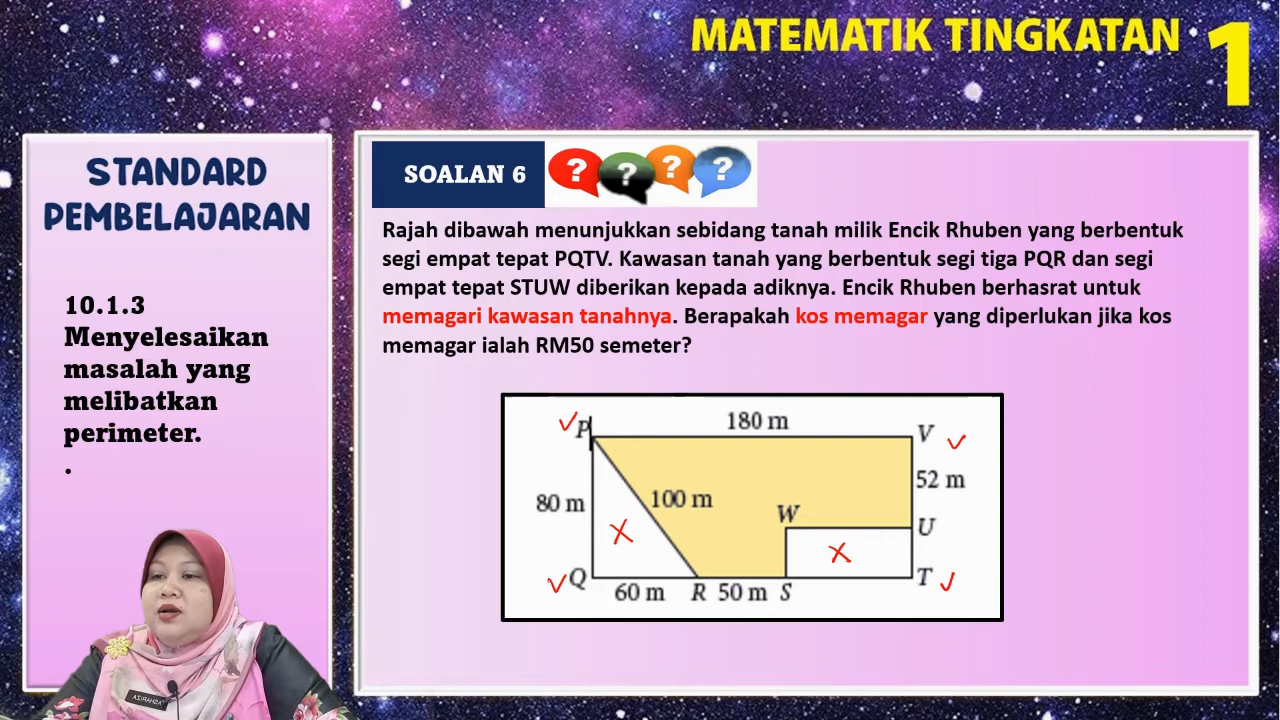 MATEMATIK TINGKATAN 1
STANDARD
PEMBELAJARAN
10.1.3
Menyelesaikan
masalah yang
melibatkan
perimeter.
.
SOALAN 6
? ? ? ?
Rajah dibawah menunjukkan sebidang tanah milik Encik Rhuben yang berbentuk
segi empat tepat PQTV. Kawasan tanah yang berbentuk segi tiga PQR dan segi
empat tepat STUW diberikan kepada adiknya. Encik Rhuben berhasrat untuk
memagari kawasan tanahnya. Berapakah kos memagar yang diperlukan jika kos
memagar ialah RM50 semeter?
P 180 m V
52 m
80 m 100 m W
U
Q 60 m R 50 m S T